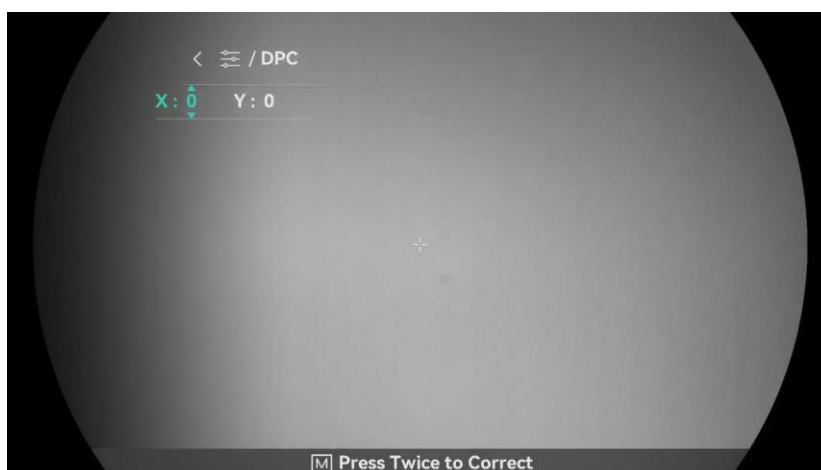 < / DPC
X : 0 Y : 0
M Press Twice to Correct